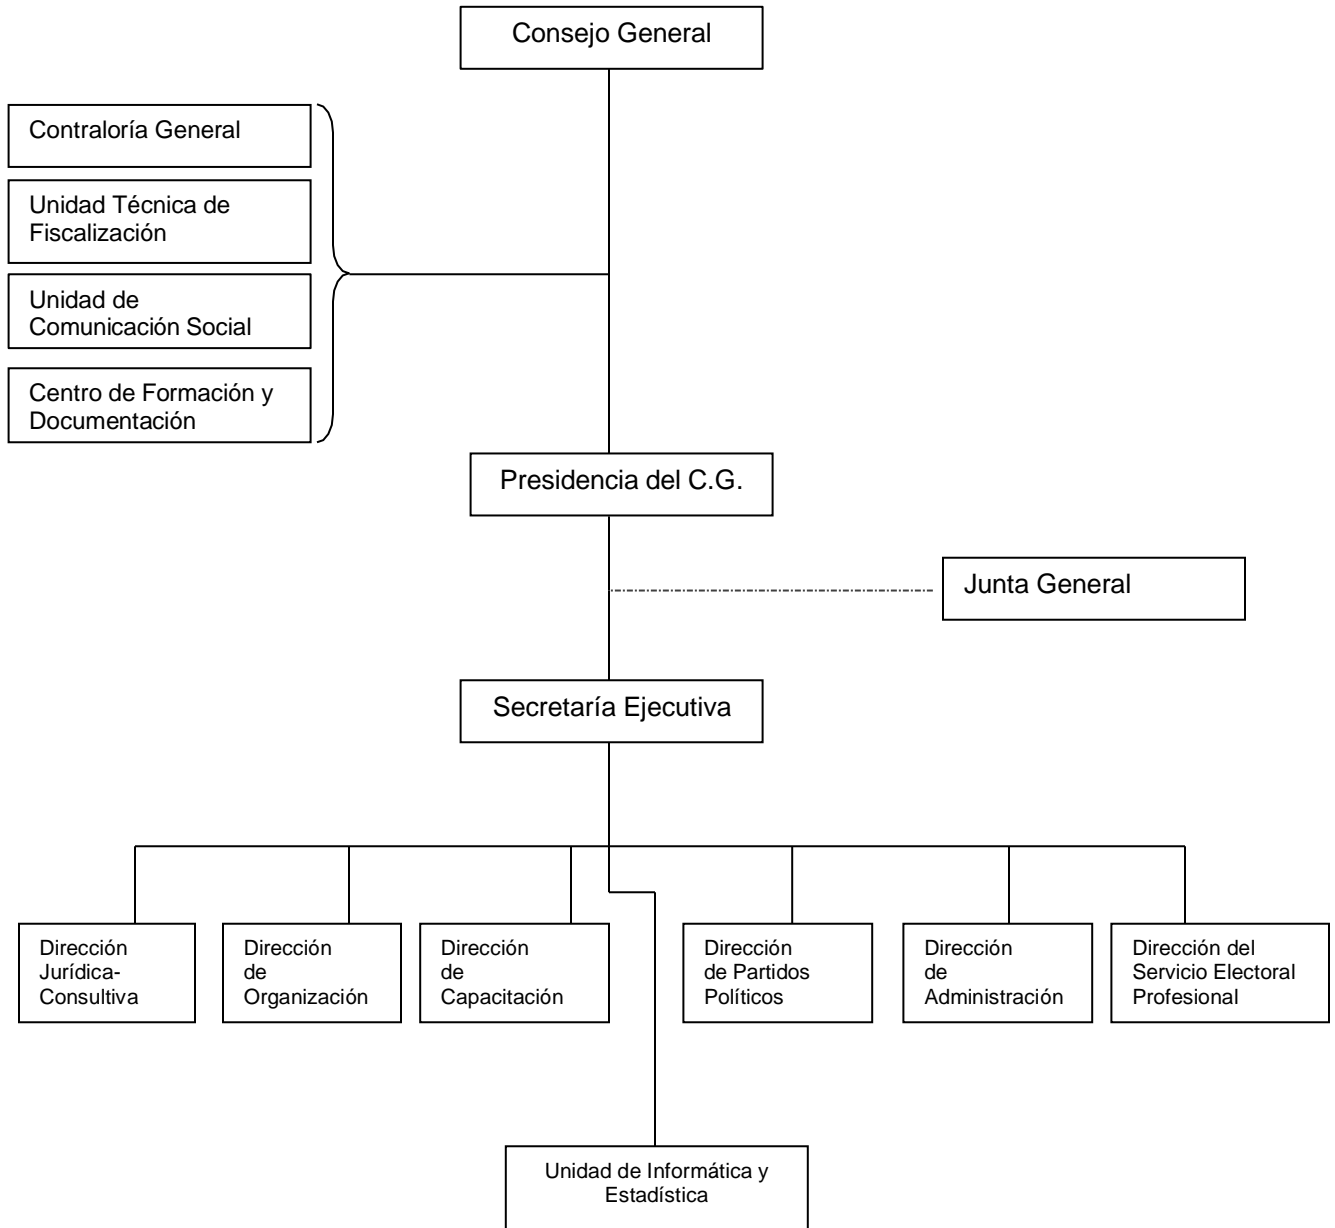 Consejo General
Contraloría General
Unidad Técnica de
Fiscalización
Unidad de
Comunicación Social
Centro de Formación y
Documentación
Presidencia del C.G.
Junta General
Secretaría Ejecutiva
Dirección
Jurídica-
Consultiva
Dirección
de
Organización
Dirección
de
Capacitación
Dirección
de Partidos
Políticos
Dirección
de
Administración
Dirección del
Servicio Electoral
Profesional
Unidad de Informática y
Estadística